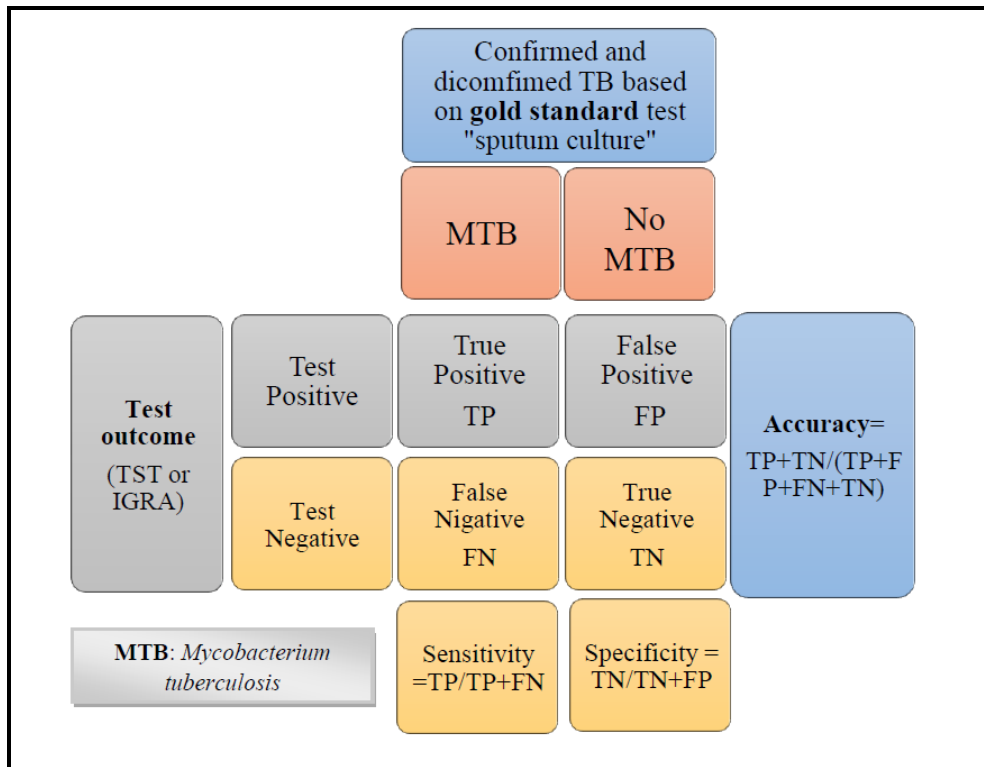 Confirmed and
dicomfimed TB based
on gold standard test
"sputum culture"
MTB
No
MTB
Test
outcome
(TST or
IGRA)
Test
Positive
True
Positive
TP
False
Positive
FP
Accuracy=
TP+TN/(TP+F
P+FN+TN)
Test
Negative
False
Nigative
FN
True
Negative
TN
MTB: Mycobacterium
tuberculosis
Sensitivity
=TP/TP+FN
Specificity =
TN/TN+FP